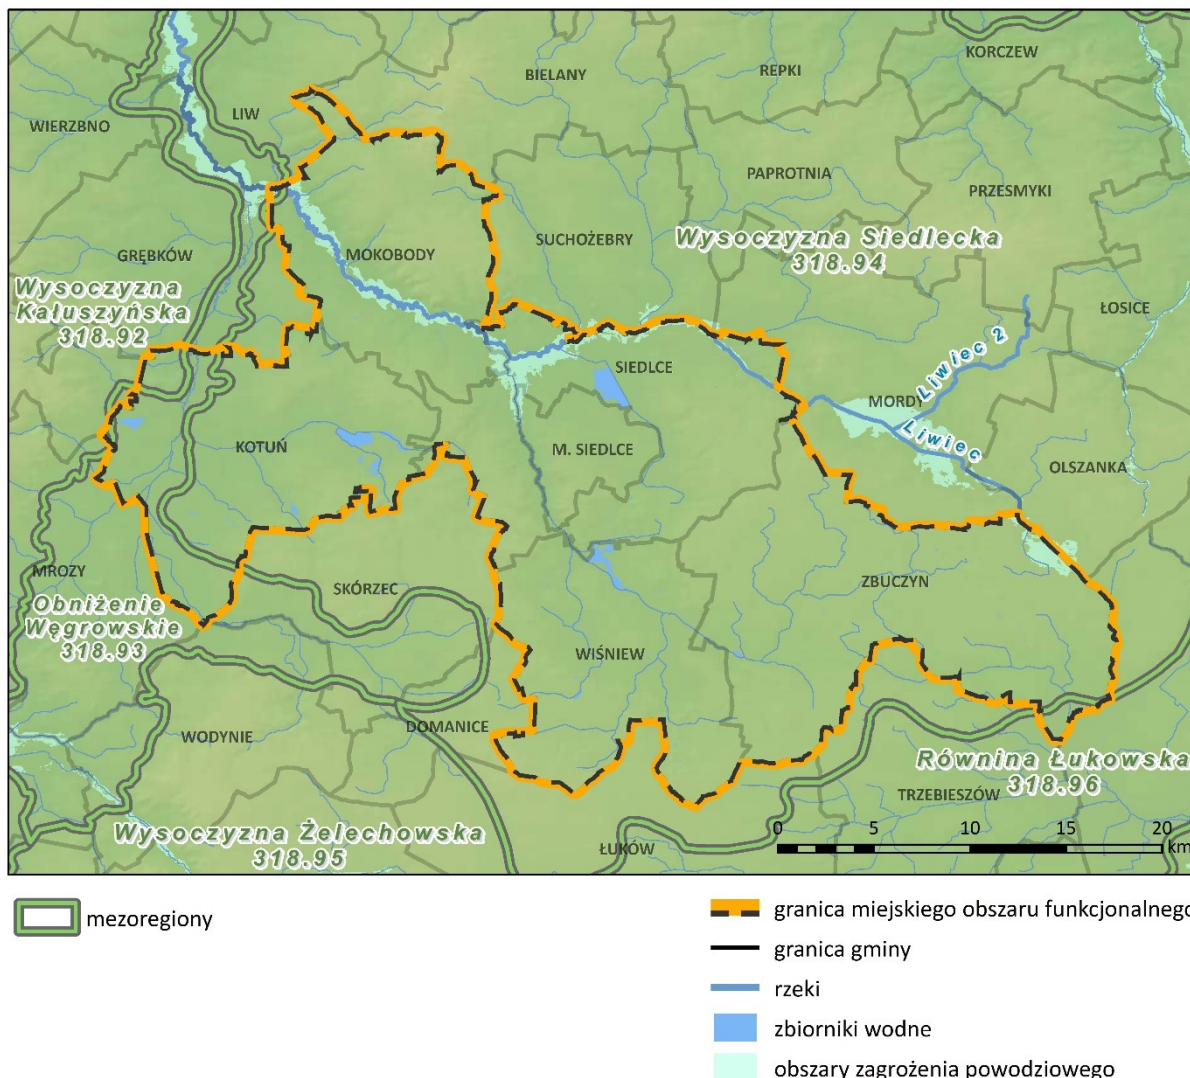 KORCZEW
BIELANY
REPKI
LIW
WIERZBNO
PAPROTNIA
PRZESMYKI
SUCHOŻEBRY
Wysoczyzna Siedlecka
318.94
MOKOBODY
GRĘBKÓW
Wysoczyzna
Kałuszyńska
318.92
ŁOSICE
Liwiec 2
SIEDLCE
MORDY
Liwiec
KOTUŃ
M. SIEDLCE
OLSZANKA
MROZY
SKÓRZEC
ZBUCZYN
Obniżenie
Węgrowskie
318.93
WIŚNIEW
DOMANICE
WODYNIE
Równina Łukowska
318.96
TRZEBIESZÓW
Wysoczyzna Żelechowska
318.95
ŁUKÓW
0 5 10 15 20
km
mezoregiony
granica miejskiego obszaru funkcjonalnego
granica gminy
rzeki
zbiorniki wodne
obszary zagrożenia powodziowego